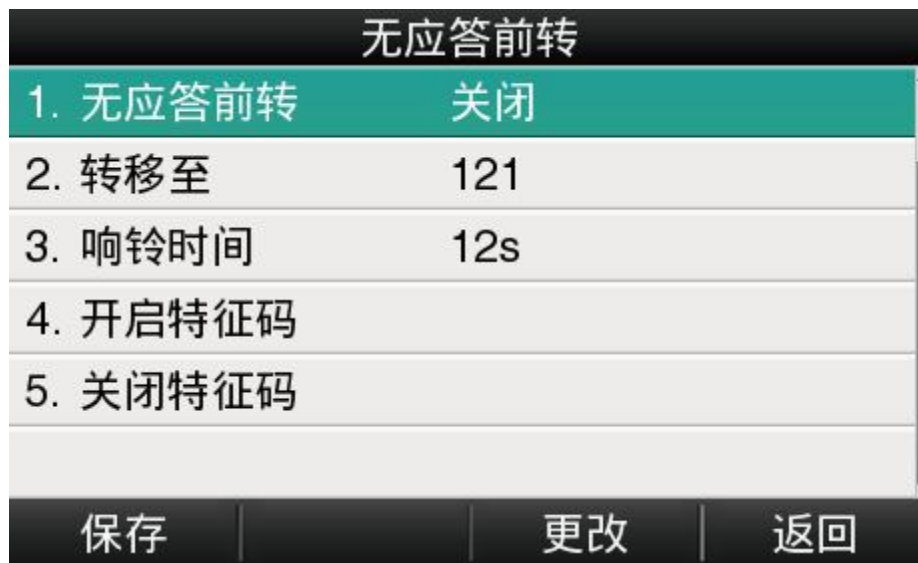 无应答前转
1. 无应答前转 关闭
2. 转移至 121
3. 响铃时间 12s
4. 开启特征码
5. 关闭特征码
保存 更改 返回